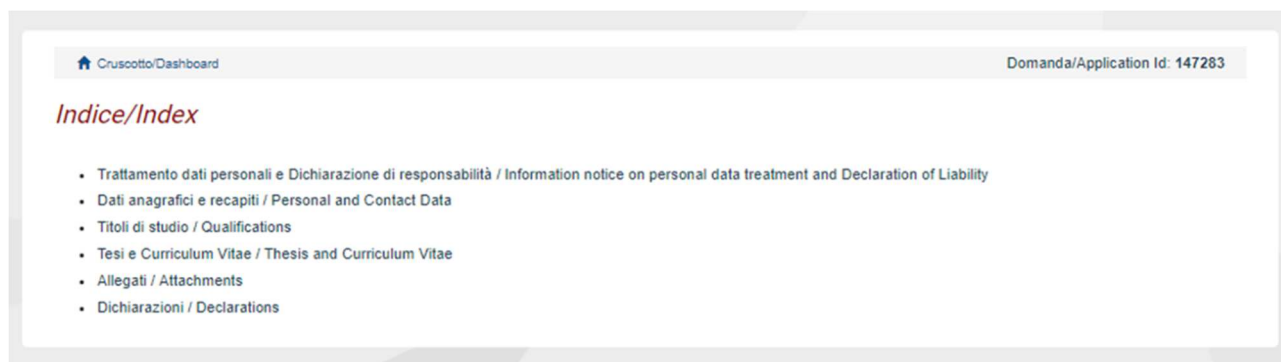 Cruscotto/Dashboard Domanda/Application Id: 147283
Indice/Index
Trattamento dati personali e Dichiarazione di responsabilità / Information notice on personal data treatment and Declaration of Liability
Dati anagrafici e recapiti / Personal and Contact Data
Titoli di studio / Qualifications
Tesi e Curriculum Vitae / Thesis and Curriculum Vitae
Allegati / Attachments
Dichiarazioni / Declarations